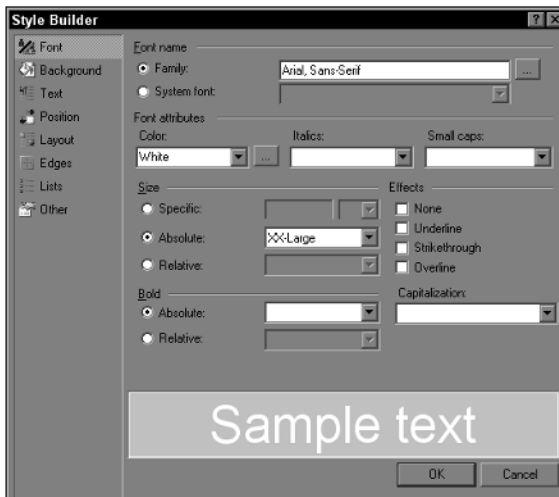 Style Builder
Font
Background
Text
Position
Layout
Edges
Lists
Other
Font name
Family:
Arial, Sans-Serif
...
System font:
Font attributes
Color:
Italics:
Small caps:
White
...
Size
Effects
Specific:
None
Absolute:
XX-Large
Underline
Strikethrough
Relative:
Overline
Bold
Capitalization:
Absolute:
Relative:
Sample text
OK
Cancel